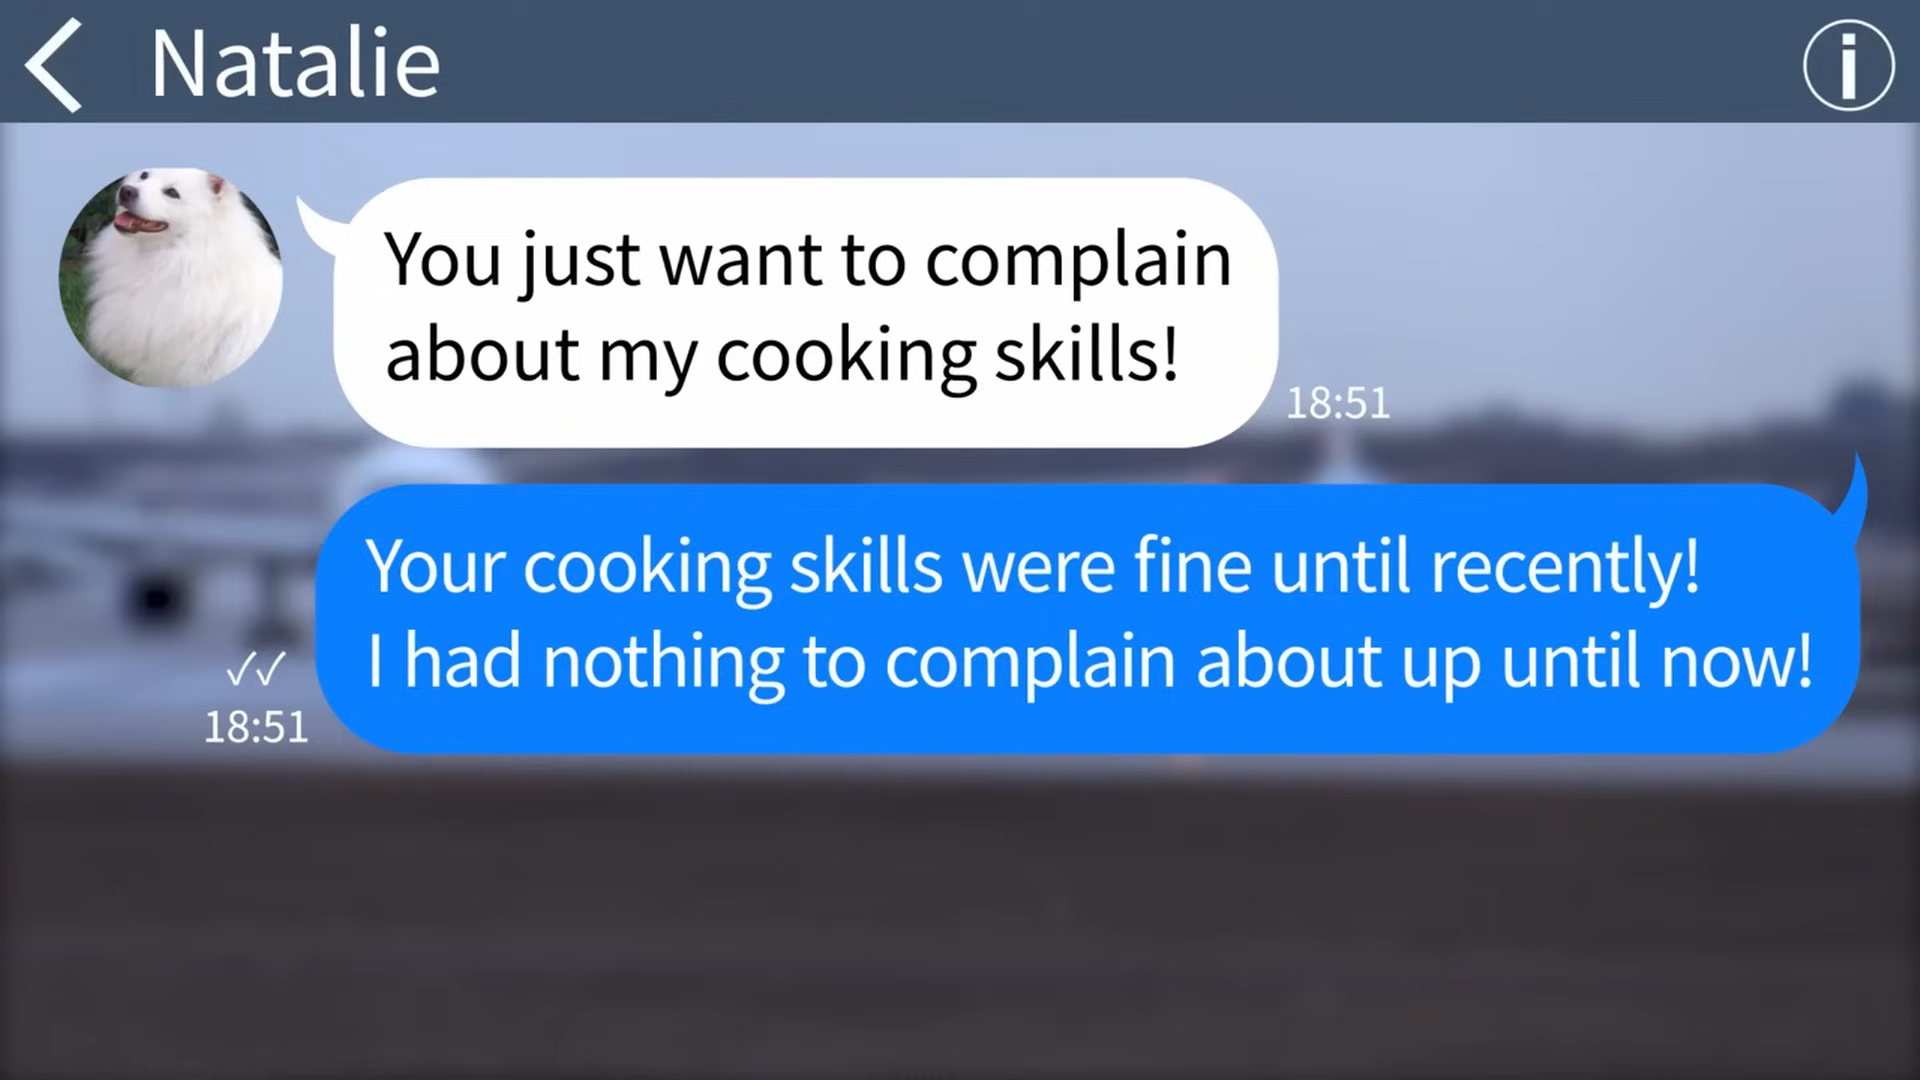 Natalie
You just want to complain
about my cooking skills!
18:51
Your cooking skills were fine until recently!
I had nothing to complain about up until now!
✓✓
18:51